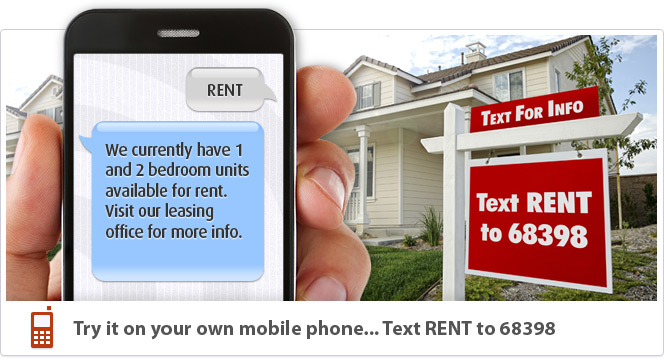 RENT
We currently have 1
and 2 bedroom units
available for rent.
Visit our leasing
office for more info.
TEXT FOR INFO
Text RENT
to 68398
Try it on your own mobile phone... Text RENT to 68398